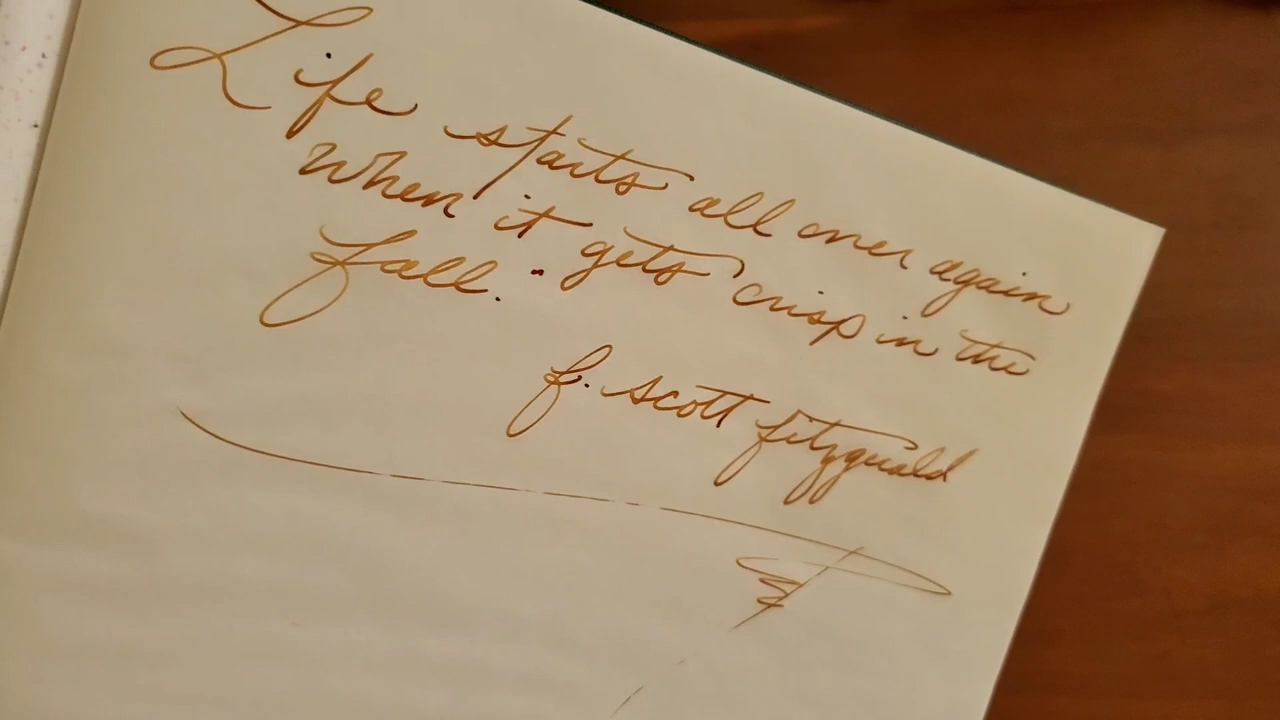 Life starts all over again
when it gets crisp in the
fall."
f. scott fitzgerald